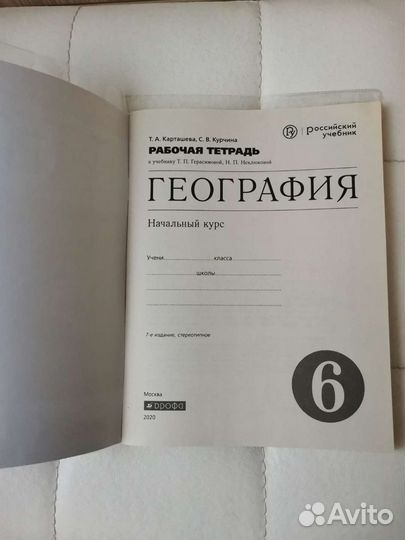 российский
учебник
Т. А. Карташева, С. В. Курчина
РАБОЧАЯ ТЕТРАДЬ
к учебнику Т. П. Герасимовой, Н. П. Неклюковой
ГЕОГРАФИЯ
Начальный курс
Учени класса
школы
7-е издание, стереотипное
6
Москва
ДРОФА
2020
Avito